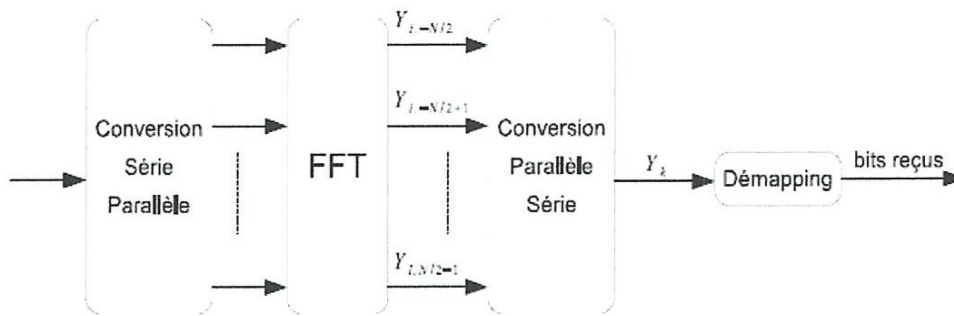 Conversion
Série
Parallèle
FFT
Y_{I,-N/2}
Y_{I,-N/2+1}
Y_{I,N/2-1}
Conversion
Parallèle
Série
Y_k
Démapping
bits reçus